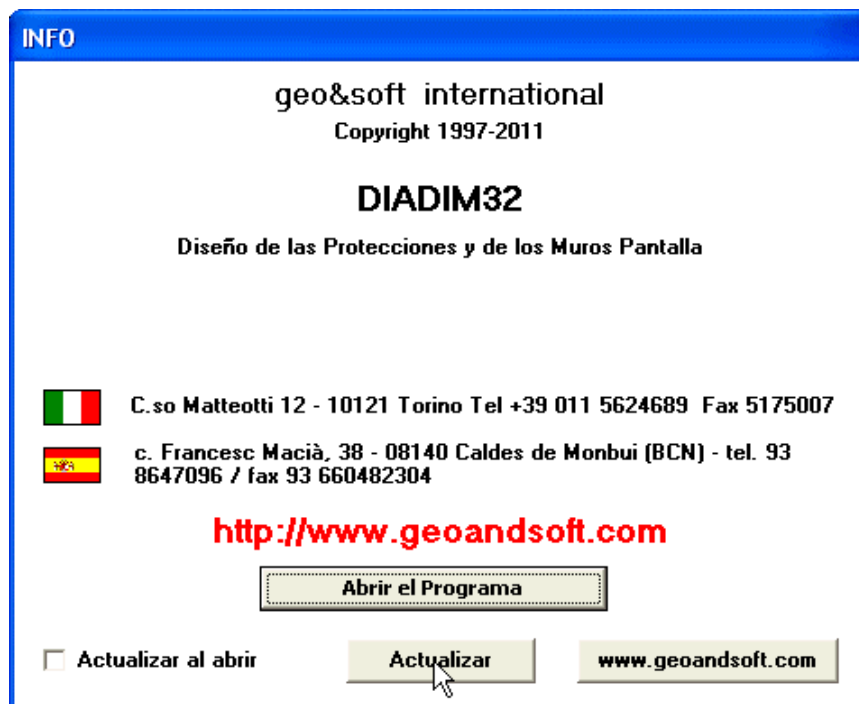 INFO
geo&soft international
Copyright 1997-2011
DIADIM32
Diseño de las Protecciones y de los Muros Pantalla
C.so Matteotti 12 - 10121 Torino Tel +39 011 5624689 Fax 5175007
c. Francesc Macià, 38 - 08140 Caldes de Monbui (BCN) - tel. 93
8647096 / fax 93 660482304
http://www.geoandsoft.com
Abrir el Programa
Actualizar al abrir
Actualizar
www.geoandsoft.com